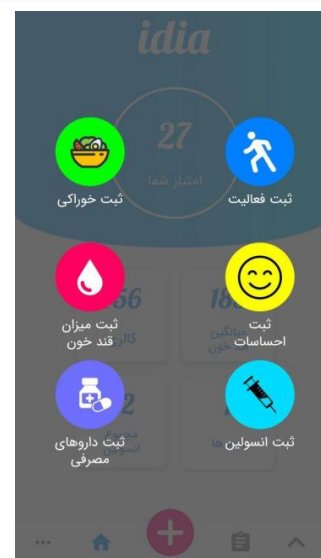 idia
27
امتیاز شما
ثبت فعالیت
ثبت خوراکی
ثبت
احساسات
ثبت میزان
قند خون
میانگین
ثبت انسولین
ثبت داروهای
مصرفی